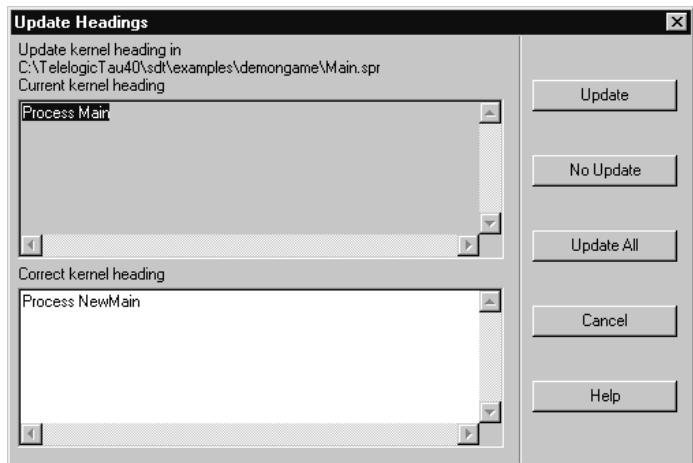 Update Headings
Update kernel heading in
C:\TelelogicTau40\sdt\examples\demongame\Main.spr
Current kernel heading
Process Main
Update
No Update
Update All
Correct kernel heading
Process NewMain
Cancel
Help